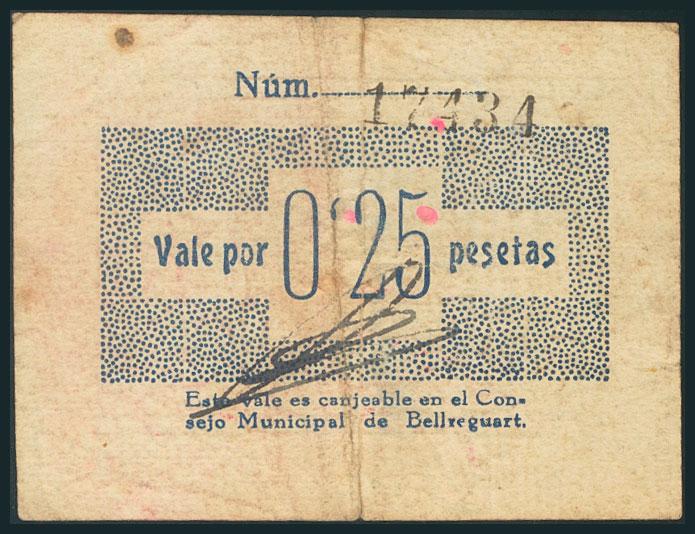 Núm. 17434
Vale por 0'25 pesetas
Este vale es canjeable en el Con-
sejo Municipal de Bellreguart.